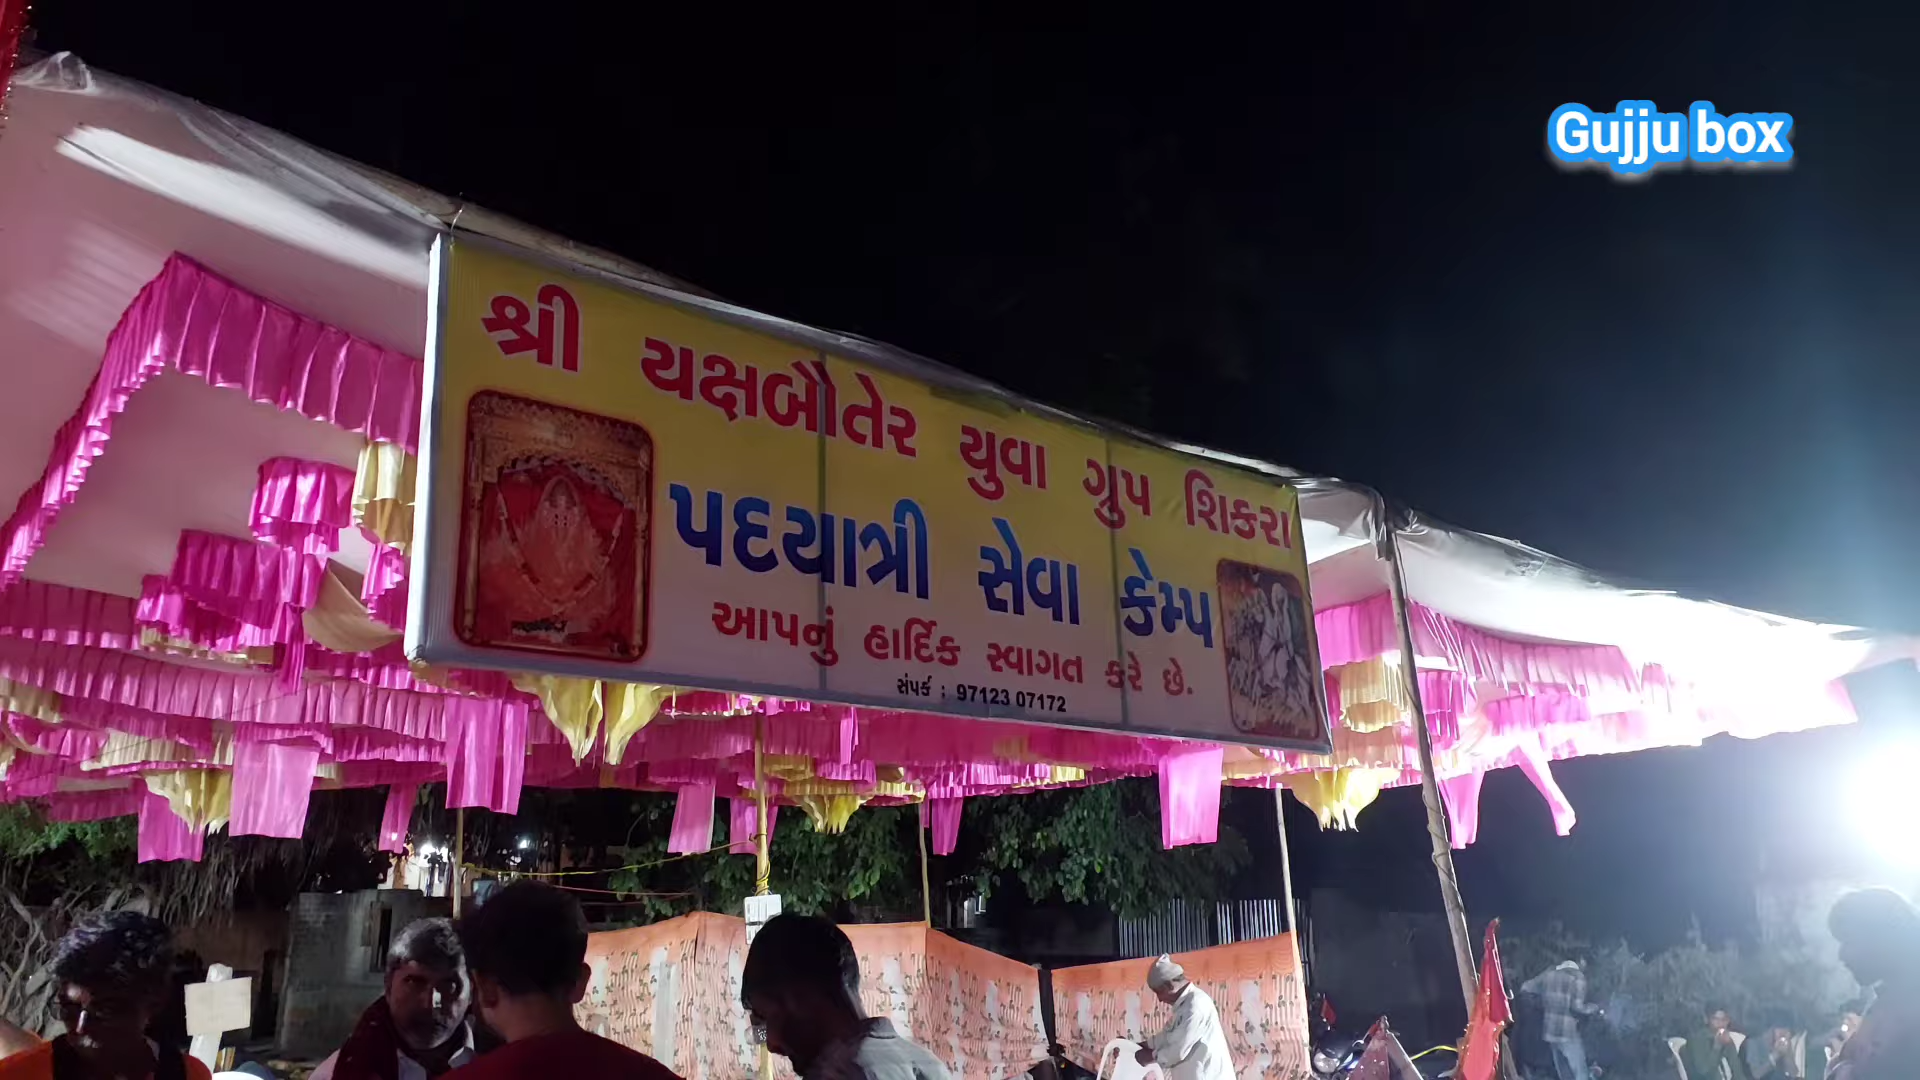 Gujju box
શ્રી યક્ષબૌતેર યુવા ગ્રુપ શિકરા
પદયાત્રી સેવા કેમ્પ
આપનું હાર્દિક સ્વાગત કરે છે.
સંપર્ક : 97123 07172